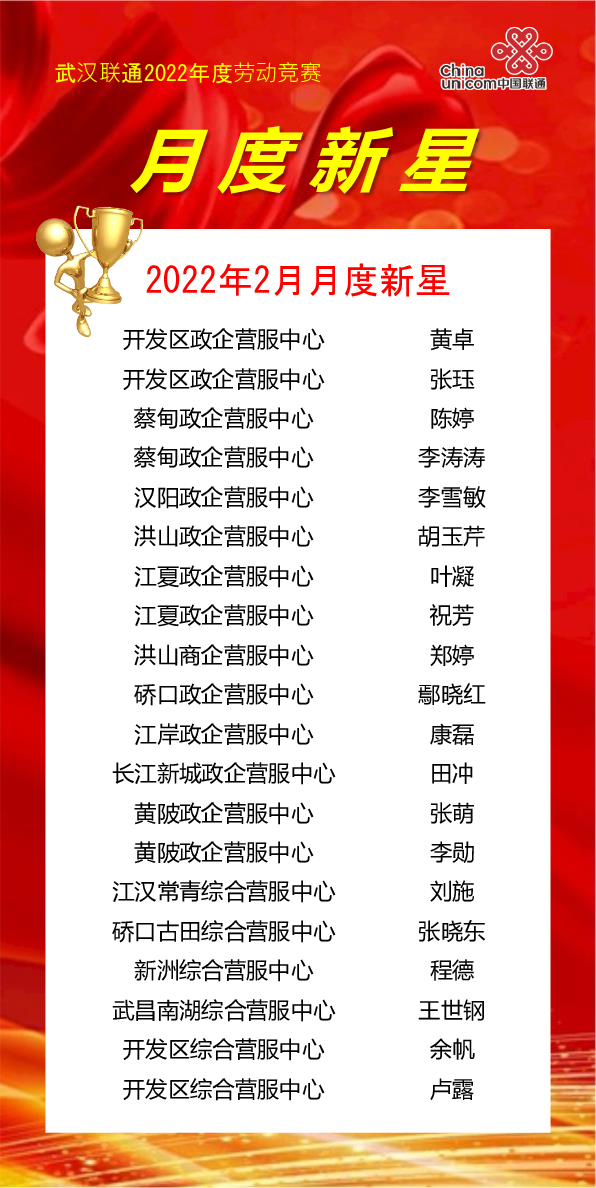 武汉联通2022年度劳动竞赛
China
unicom中国联通
月度新星
2022年2月月度新星
开发区政企营服中心 黄卓
开发区政企营服中心 张珏
蔡甸政企营服中心 陈婷
蔡甸政企营服中心 李涛涛
汉阳政企营服中心 李雪敏
洪山政企营服中心 胡玉芹
江夏政企营服中心 叶凝
江夏政企营服中心 祝芳
洪山商企营服中心 郑婷
硚口政企营服中心 鄢晓红
江岸政企营服中心 康磊
长江新城政企营服中心 田冲
黄陂政企营服中心 张萌
黄陂政企营服中心 李勋
江汉常青综合营服中心 刘施
硚口古田综合营服中心 张晓东
新洲综合营服中心 程德
武昌南湖综合营服中心 王世钢
开发区综合营服中心 余帆
开发区综合营服中心 卢露